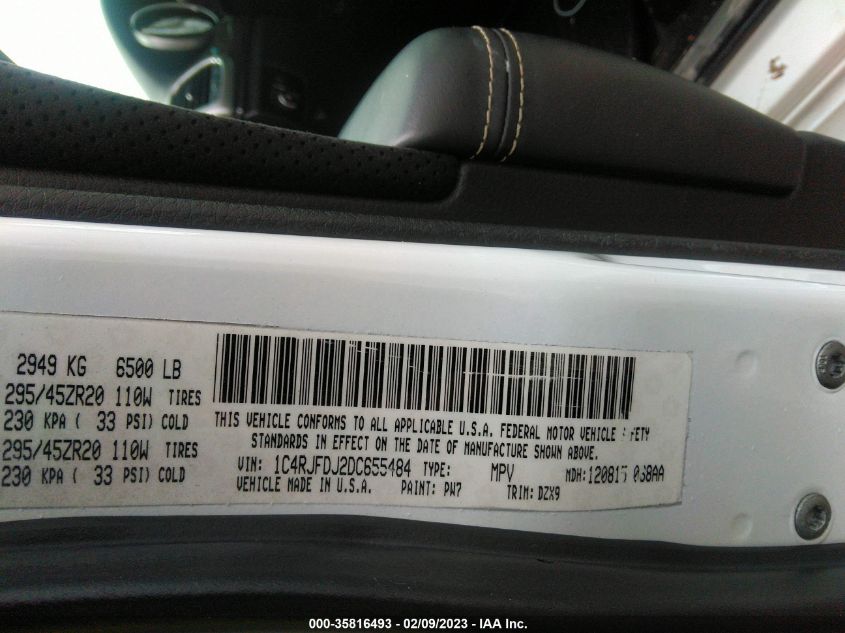 2949 KG 6500 LB
295/45ZR20 110W TIRES
230 KPA ( 33 PSI) COLD
295/45ZR20 110W TIRES
230 KPA ( 33 PSI) COLD
THIS VEHICLE CONFORMS TO ALL APPLICABLE U.S.A. FEDERAL MOTOR VEHICLE
STANDARDS IN EFFECT ON THE DATE OF MANUFACTURE SHOWN ABOVE.
VIN: 1C4RJFDJ2DC655484 TYPE: MPV MDH:
VEHICLE MADE IN U.S.A. PAINT: PW7 TRIM: DZX9
000-35816493 - 02/09/2023 - IAA Inc.